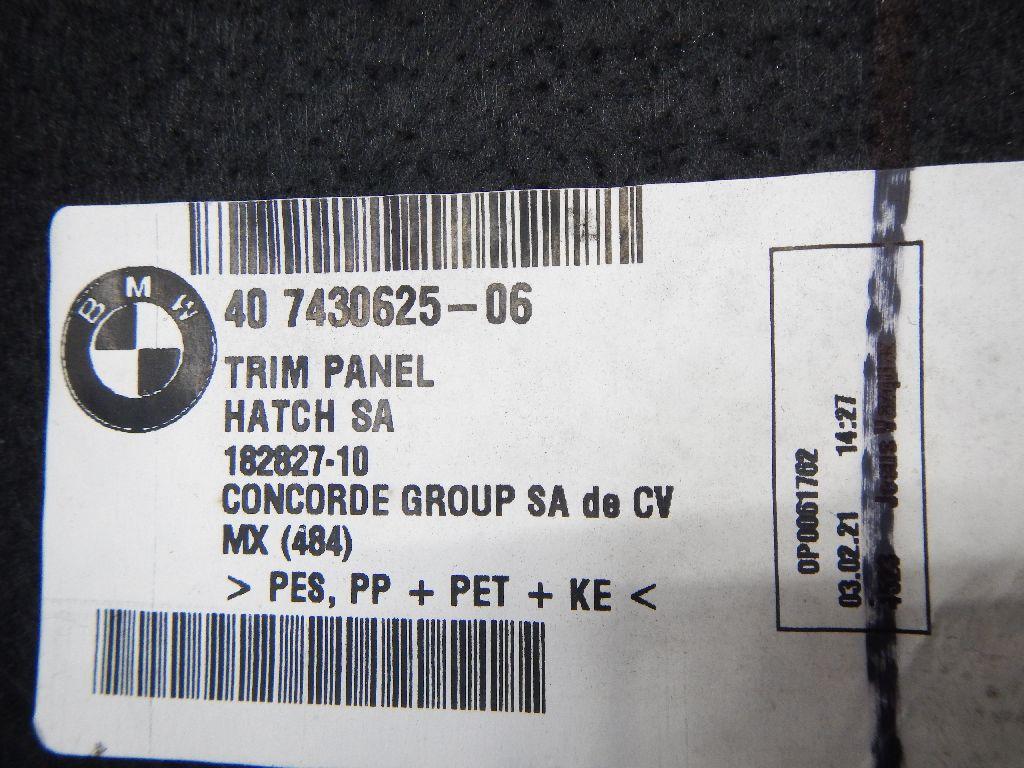 BMW
40 7430625-06
TRIM PANEL
HATCH SA
182827-10
CONCORDE GROUP SA de CV
MX (484)
> PES, PP + PET + KE <
OP0061702
03.02.21 14:27